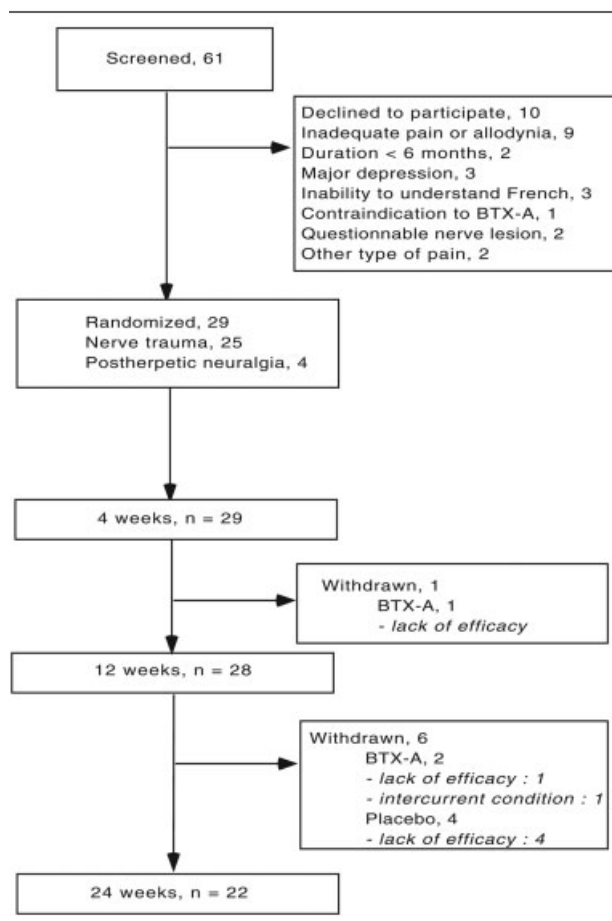 Screened, 61
Declined to participate, 10
Inadequate pain or allodynia, 9
Duration < 6 months, 2
Major depression, 3
Inability to understand French, 3
Contraindication to BTX-A, 1
Questionnable nerve lesion, 2
Other type of pain, 2
Randomized, 29
Nerve trauma, 25
Postherpetic neuralgia, 4
4 weeks, n = 29
Withdrawn, 1
BTX-A, 1
- lack of efficacy
12 weeks, n = 28
Withdrawn, 6
BTX-A, 2
- lack of efficacy : 1
- intercurrent condition : 1
Placebo, 4
- lack of efficacy : 4
24 weeks, n = 22